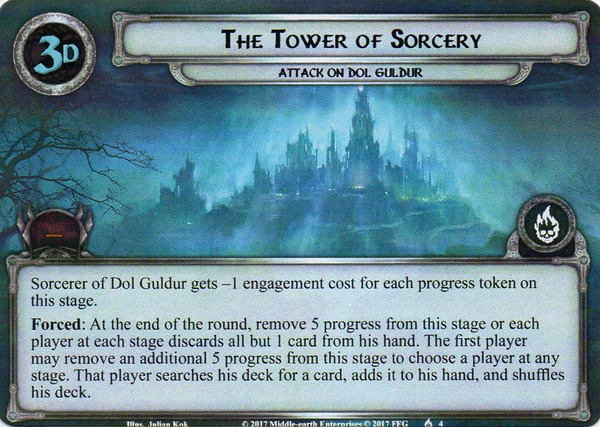 3D
THE TOWER OF SORCERY
ATTACK ON DOL GULDUR
–
Sorcerer of Dol Guldur gets –1 engagement cost for each progress token on
this stage.
Forced: At the end of the round, remove 5 progress from this stage or each
player at each stage discards all but 1 card from his hand. The first player
may remove an additional 5 progress from this stage to choose a player at any
stage. That player searches his deck for a card, adds it to his hand, and shuffles
his deck.
Illus. Julian Kok
© 2017 Middle-earth Enterprises © 2017 FFG
4